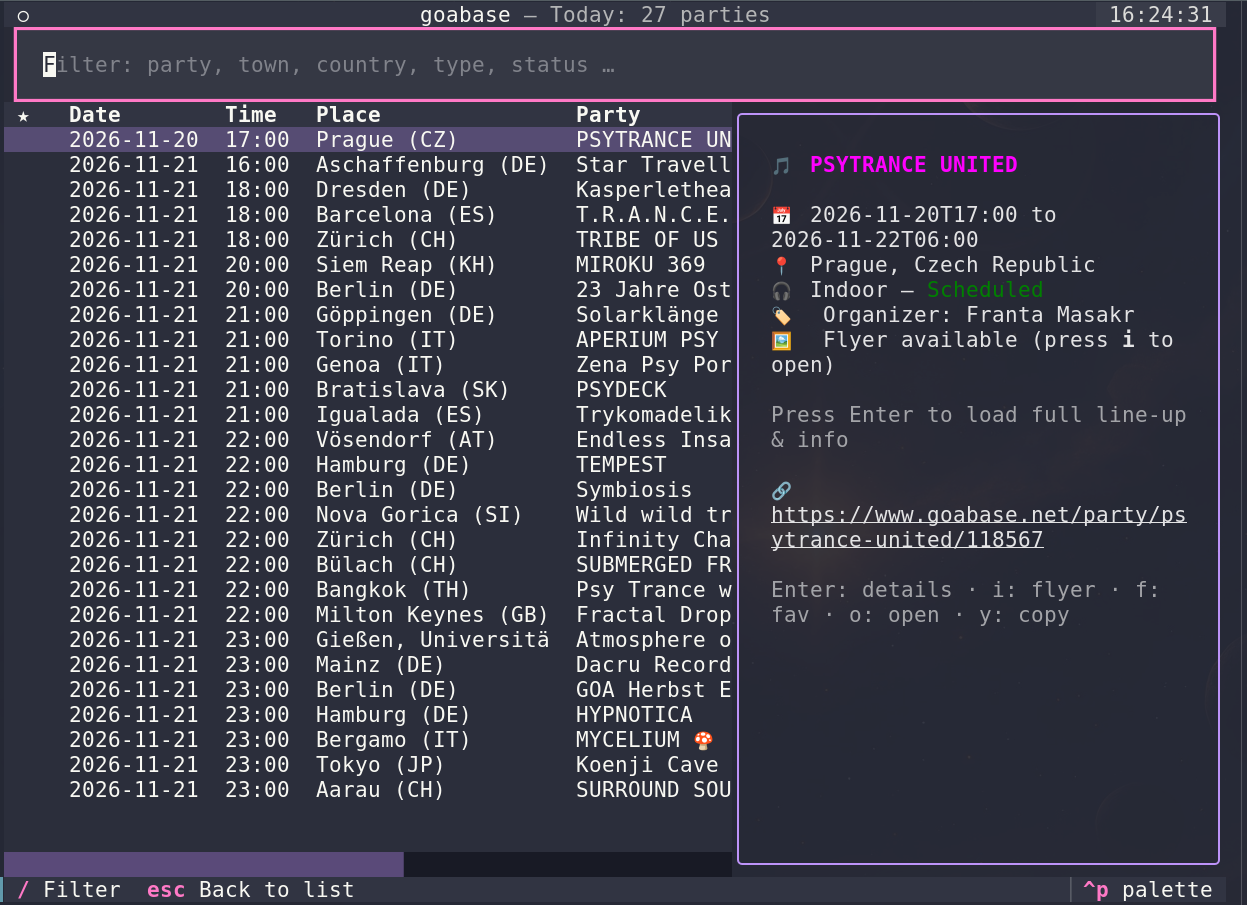 goabase — Today: 27 parties 16:24:31
Filter: party, town, country, type, status …
★ Date Time Place Party
2026-11-20 17:00 Prague (CZ) PSYTRANCE UN
2026-11-21 16:00 Aschaffenburg (DE) Star Travell
2026-11-21 18:00 Dresden (DE) Kasperlethea
2026-11-21 18:00 Barcelona (ES) T.R.A.N.C.E.
2026-11-21 18:00 Zürich (CH) TRIBE OF US
2026-11-21 20:00 Siem Reap (KH) MIROKU 369
2026-11-21 20:00 Berlin (DE) 23 Jahre Ost
2026-11-21 21:00 Göppingen (DE) Solarklänge
2026-11-21 21:00 Torino (IT) APERIUM PSY
2026-11-21 21:00 Genoa (IT) Zena Psy Por
2026-11-21 21:00 Bratislava (SK) PSYDECK
2026-11-21 21:00 Igualada (ES) Trykomadelik
2026-11-21 22:00 Vösendorf (AT) Endless Insa
2026-11-21 22:00 Hamburg (DE) TEMPEST
2026-11-21 22:00 Berlin (DE) Symbiosis
2026-11-21 22:00 Nova Gorica (SI) Wild wild tr
2026-11-21 22:00 Zürich (CH) Infinity Cha
2026-11-21 22:00 Bülach (CH) SUBMERGED FR
2026-11-21 22:00 Bangkok (TH) Psy Trance w
2026-11-21 22:00 Milton Keynes (GB) Fractal Drop
2026-11-21 23:00 Gießen, Universitä Atmosphere o
2026-11-21 23:00 Mainz (DE) Dacru Record
2026-11-21 23:00 Berlin (DE) GOA Herbst E
2026-11-21 23:00 Hamburg (DE) HYPNOTICA
2026-11-21 23:00 Bergamo (IT) MYCELIUM 🍄
2026-11-21 23:00 Tokyo (JP) Koenji Cave
2026-11-21 23:00 Aarau (CH) SURROUND SOU
🎵 PSYTRANCE UNITED
📅 2026-11-20T17:00 to
2026-11-22T06:00
📍 Prague, Czech Republic
🎧 Indoor — Scheduled
🏷️ Organizer: Franta Masakr
🖼️ Flyer available (press i to
open)
Press Enter to load full line-up
& info
🔗
https://www.goabase.net/party/ps
ytrance-united/118567
Enter: details · i: flyer · f:
fav · o: open · y: copy
/ Filter esc Back to list ^p palette